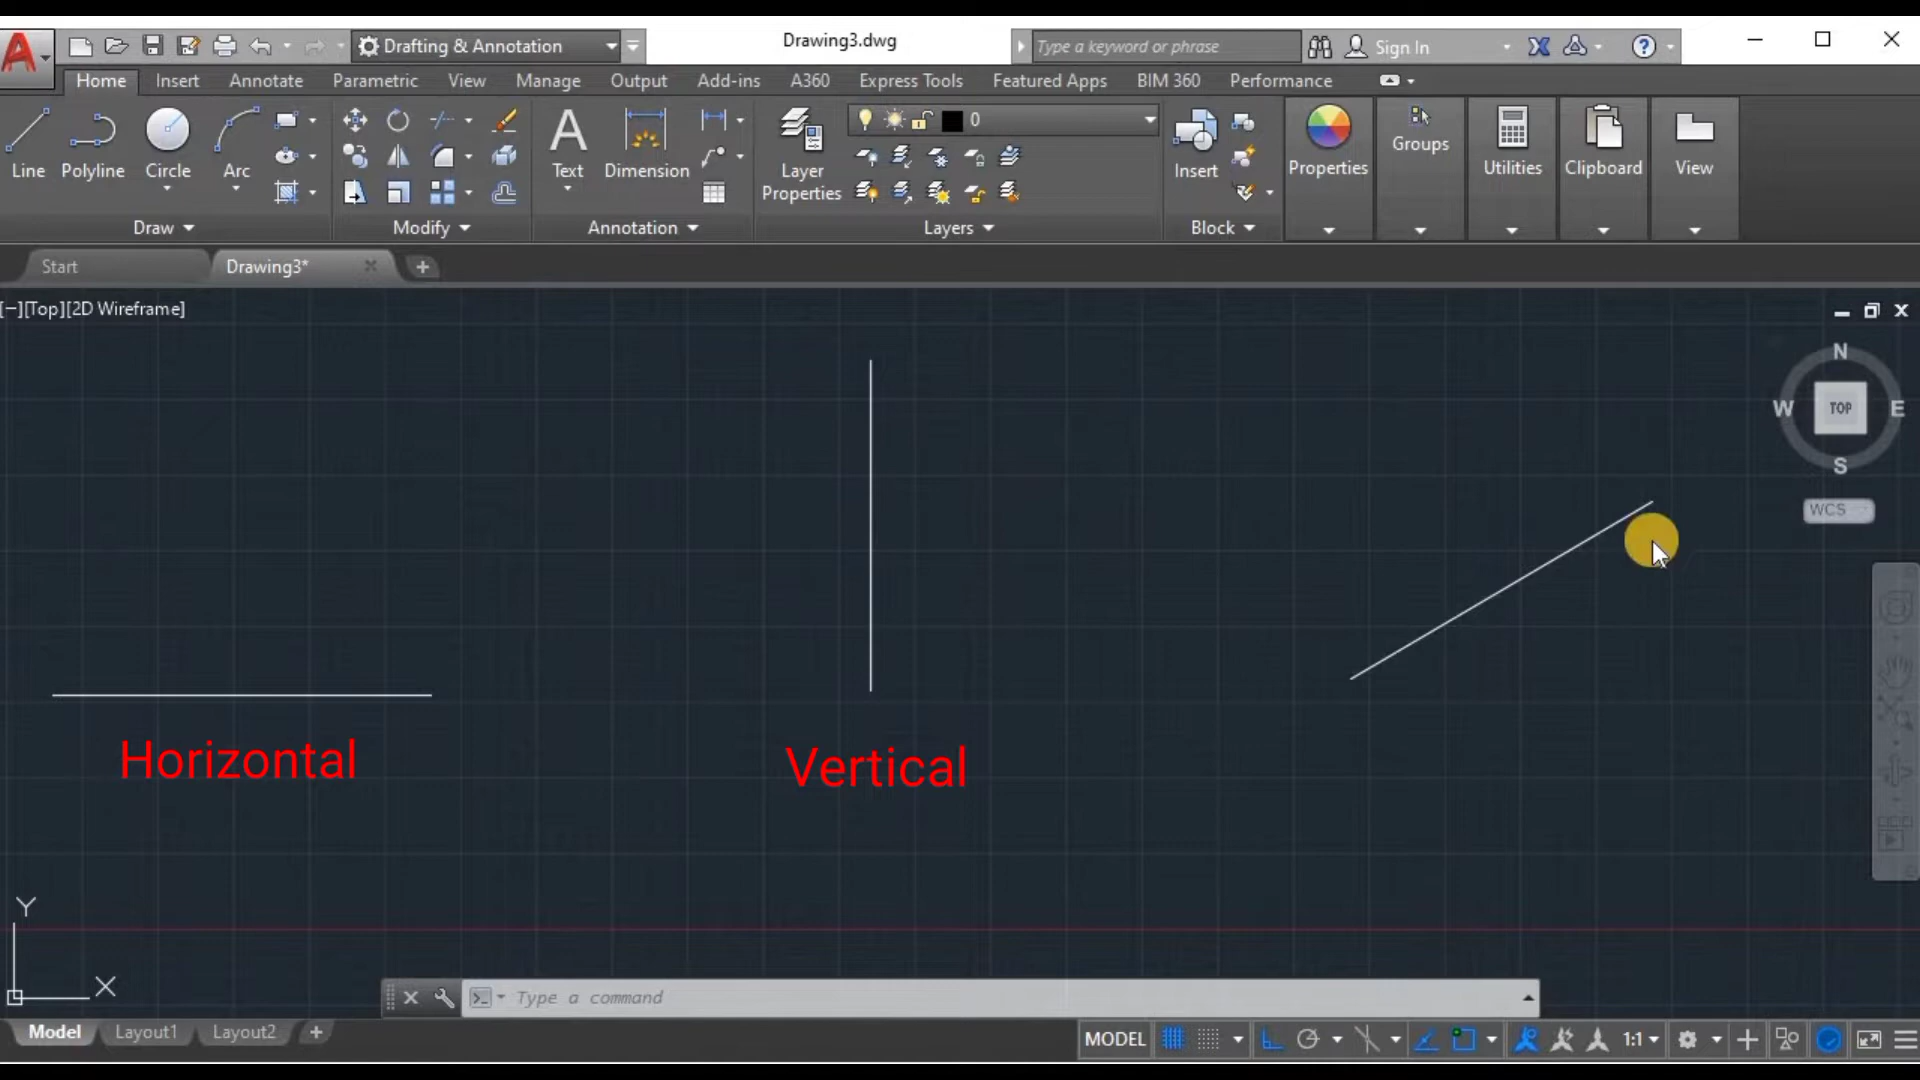 Drafting & Annotation
Drawing3.dwg
Type a keyword or phrase
Sign In
Home Insert Annotate Parametric View Manage Output Add-ins A360 Express Tools Featured Apps BIM 360 Performance
0
Line Polyline Circle Arc
Text Dimension
Layer Properties
Insert
Properties Groups Utilities Clipboard View
Draw Modify Annotation Layers Block
Start Drawing3* +
[−][Top][2D Wireframe]
N
W TOP E
S
WCS
Horizontal
Vertical
Y
X
Type a command
Model Layout1 Layout2 +
MODEL 1:1